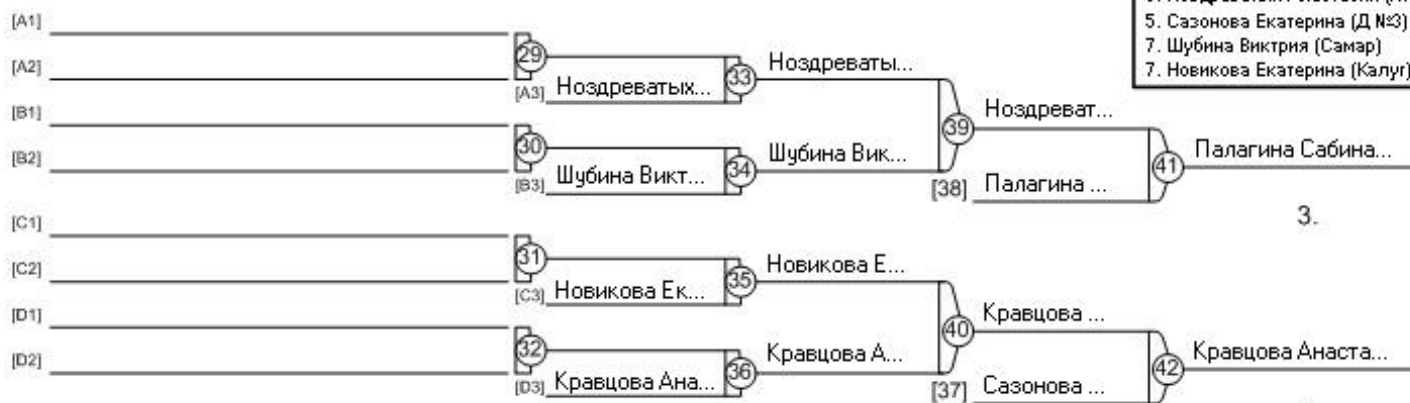 [A1]
5. Сазонова Екатерина (Д №3)
[A2]
29
Ноздреваты...
7. Шубина Виктрия (Самар)
[A3] Ноздреватых...
33
7. Новикова Екатерина (Калуг)
[B1]
39
Ноздреват...
[B2]
30
Шубина Вик...
41
Палагина Сабина...
[B3] Шубина Викт...
34
[38] Палагина ...
3.
[C1]
[C2]
31
Новикова Е...
[C3] Новикова Ек...
35
[D1]
40
Кравцова ...
[D2]
32
Кравцова А...
42
Кравцова Анаста...
[D3] Кравцова Ана...
36
[37] Сазонова ...